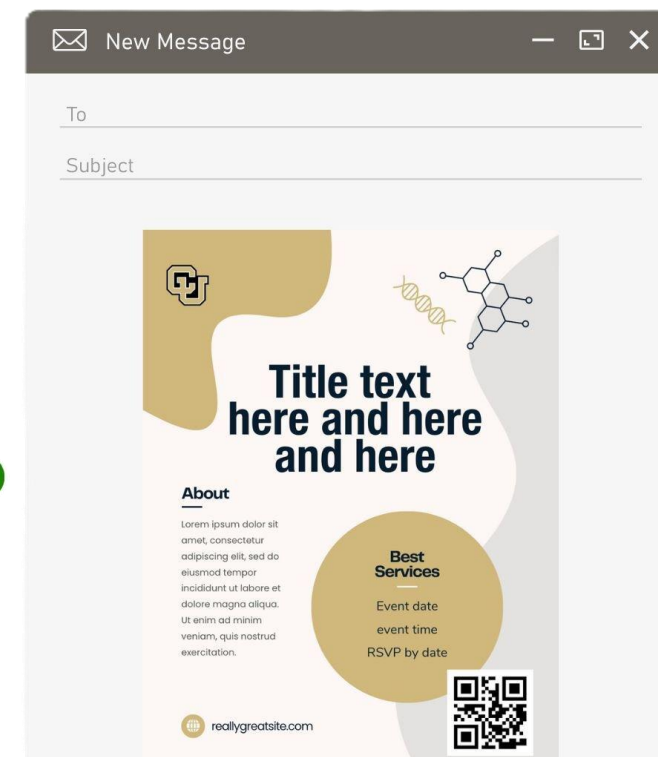 New Message
To
Subject
CU
Title text
here and here
and here
About
Lorem ipsum dolor sit
amet, consectetur
adipiscing elit, sed do
eiusmod tempor
incididunt ut labore et
dolore magna aliqua.
Ut enim ad minim
veniam, quis nostrud
exercitation.
Best
Services
Event date
event time
RSVP by date
reallygreatsite.com